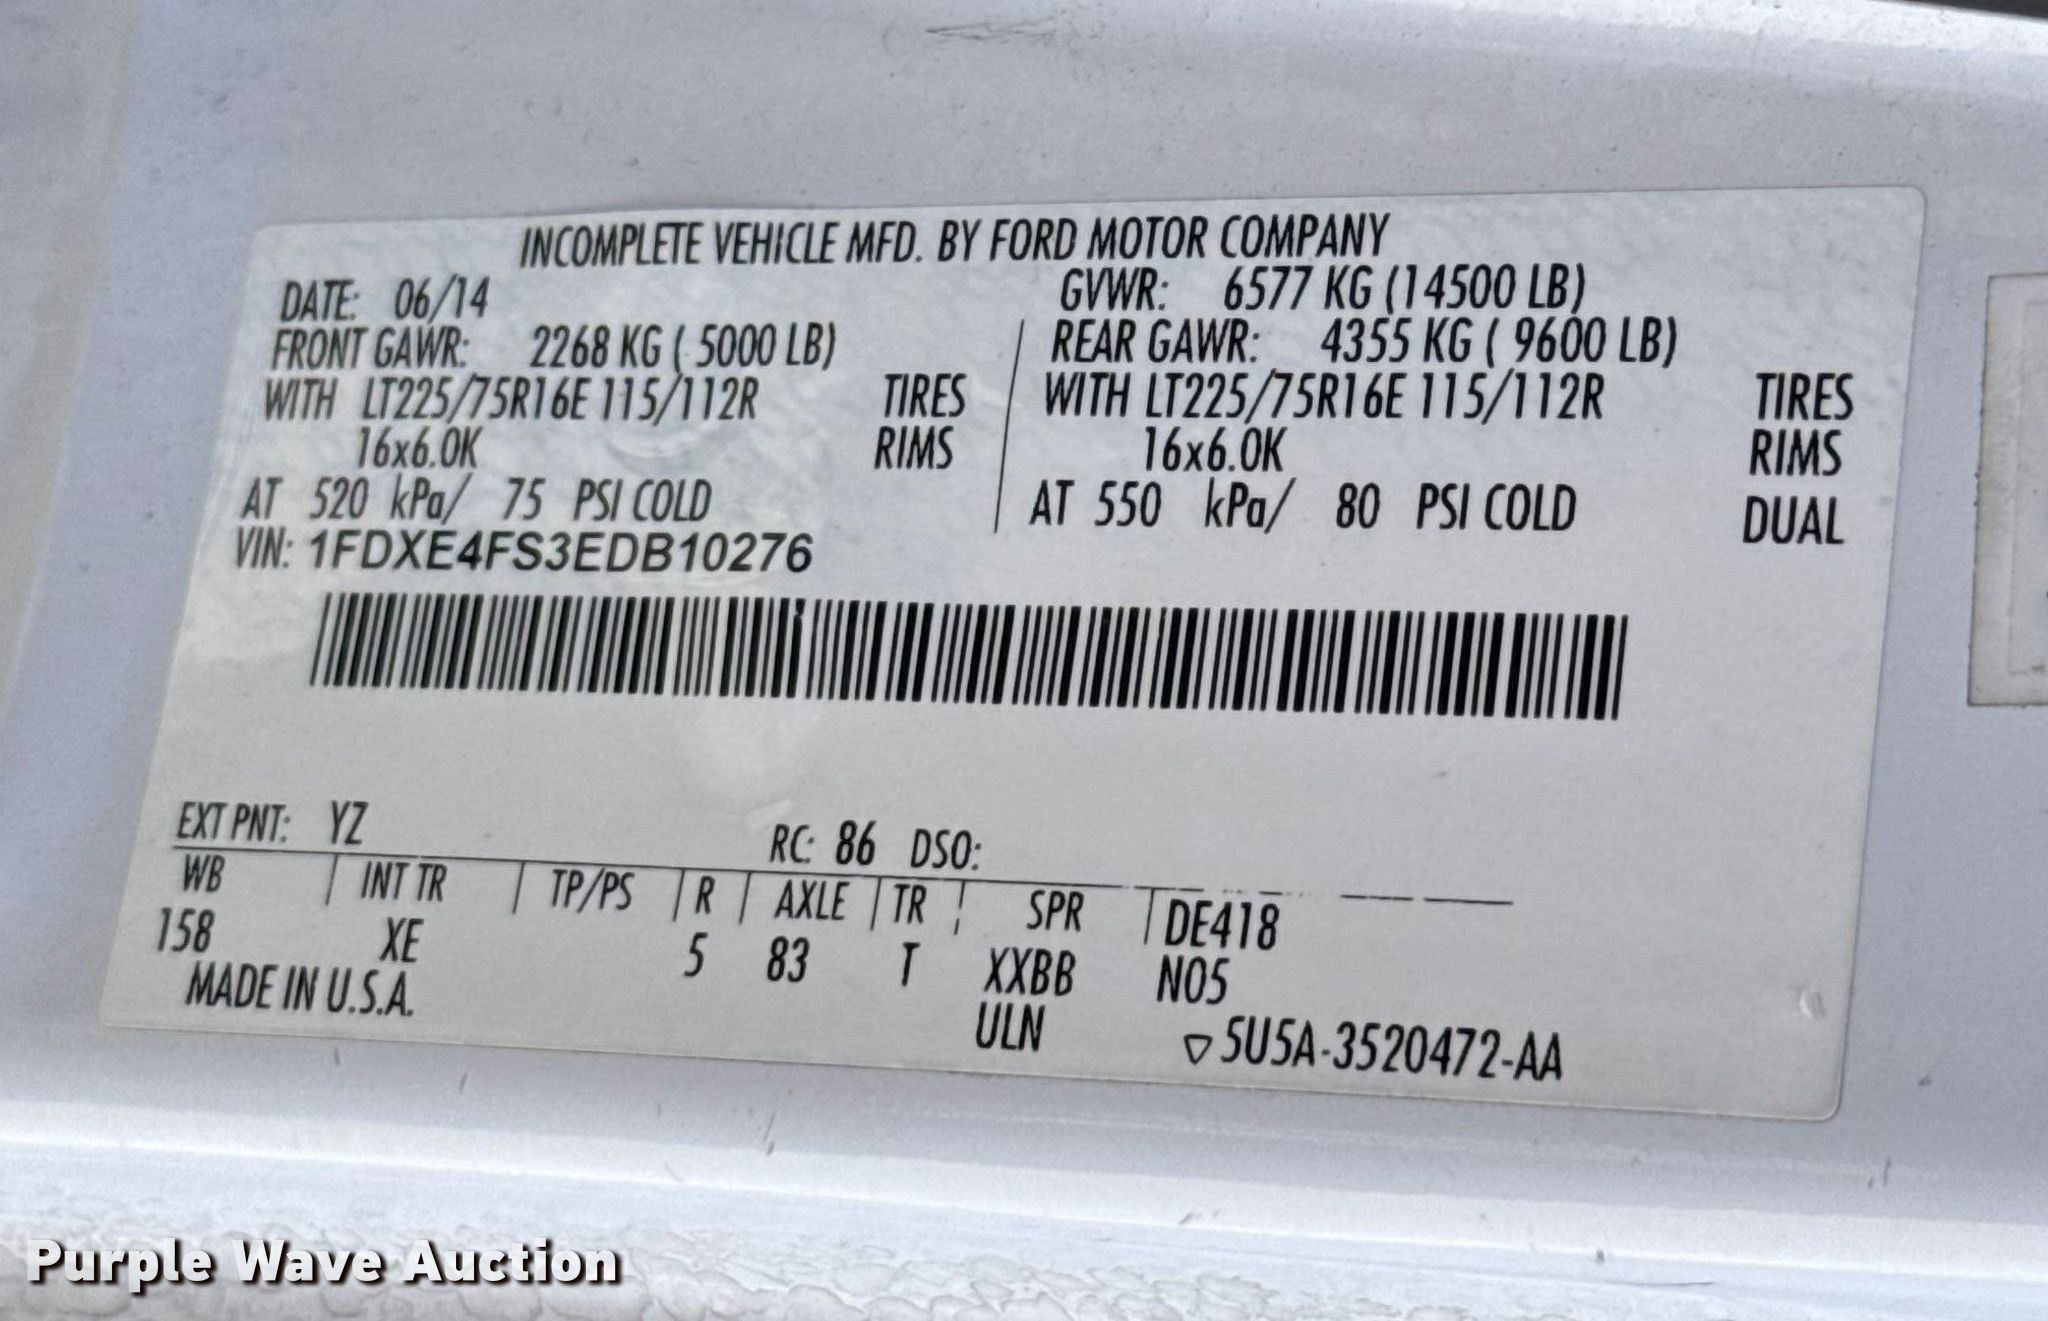 INCOMPLETE VEHICLE MFD. BY FORD MOTOR COMPANY
DATE: 06/14 GVWR: 6577 KG (14500 LB)
FRONT GAWR: 2268 KG ( 5000 LB) REAR GAWR: 4355 KG ( 9600 LB)
WITH LT225/75R16E 115/112R TIRES WITH LT225/75R16E 115/112R TIRES
16x6.0K RIMS 16x6.0K RIMS
AT 520 kPa/ 75 PSI COLD AT 550 kPa/ 80 PSI COLD DUAL
VIN: 1FDXE4FS3EDB10276
EXT PNT: YZ RC: 86 DSO:
WB INT TR TP/PS R AXLE TR SPR DE418
158 XE 5 83 T XXBB N05
MADE IN U.S.A. ULN ▽5U5A-3520472-AA
Purple Wave Auction